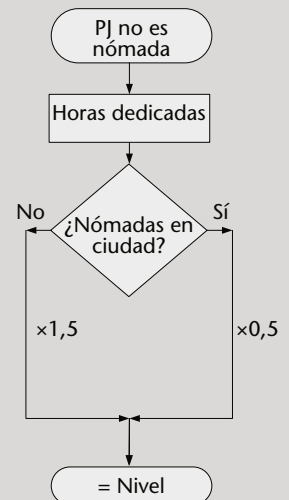 PJ no es
nómada
Horas dedicadas
No
Sí
¿Nómadas en
ciudad?
×1,5
×0,5
= Nivel